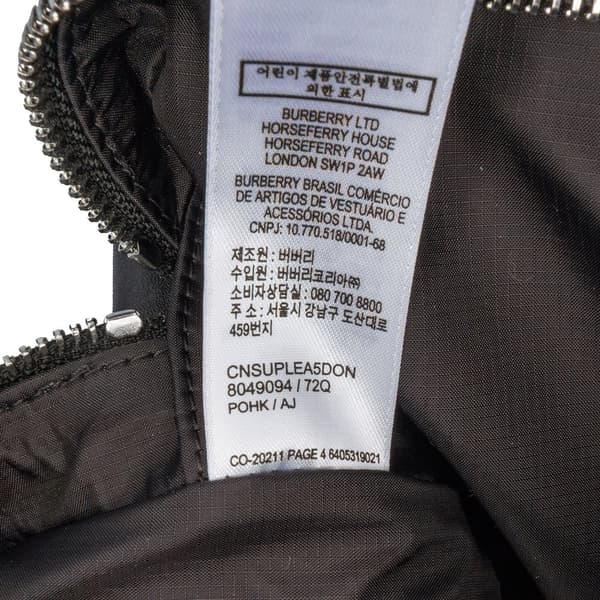 어린이 제품안전특별법에
의한 표시
BURBERRY LTD
HORSEFERRY HOUSE
HORSEFERRY ROAD
LONDON SW1P 2AW
BURBERRY BRASIL COMÉRCIO
DE ARTIGOS DE VESTUÁRIO E
ACESSÓRIOS LTDA.
CNPJ: 10.770.518/0001-68
제조원 : 버버리
수입원 : 버버리코리아㈜
소비자상담실 : 080 700 8800
주 소 : 서울시 강남구 도산대로
459번지
CNSUPLEA5DON
8049094 / 72Q
POHK / AJ
CO-20211 PAGE 4 6405319021